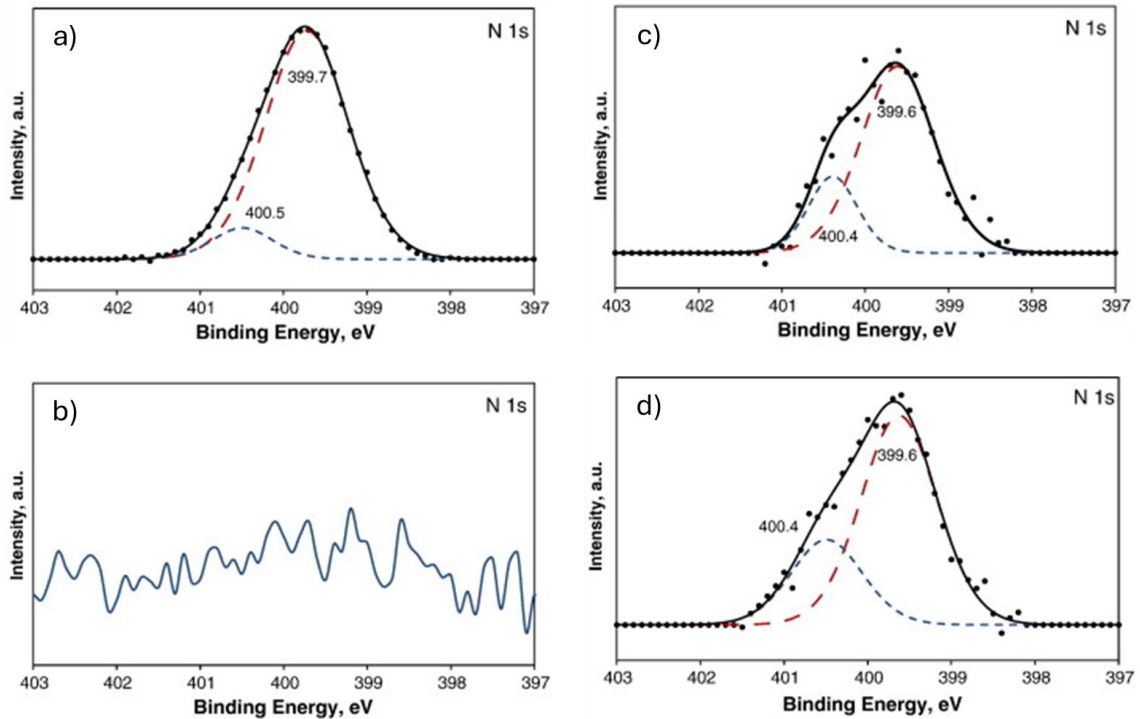 a)
N 1s
399.7
400.5
Intensity, a.u.
403 402 401 400 399 398 397
Binding Energy, eV
c)
N 1s
399.6
400.4
Intensity, a.u.
403 402 401 400 399 398 397
Binding Energy, eV
b)
N 1s
Intensity, a.u.
403 402 401 400 399 398 397
Binding Energy, eV
d)
N 1s
399.6
400.4
Intensity, a.u.
403 402 401 400 399 398 397
Binding Energy, eV